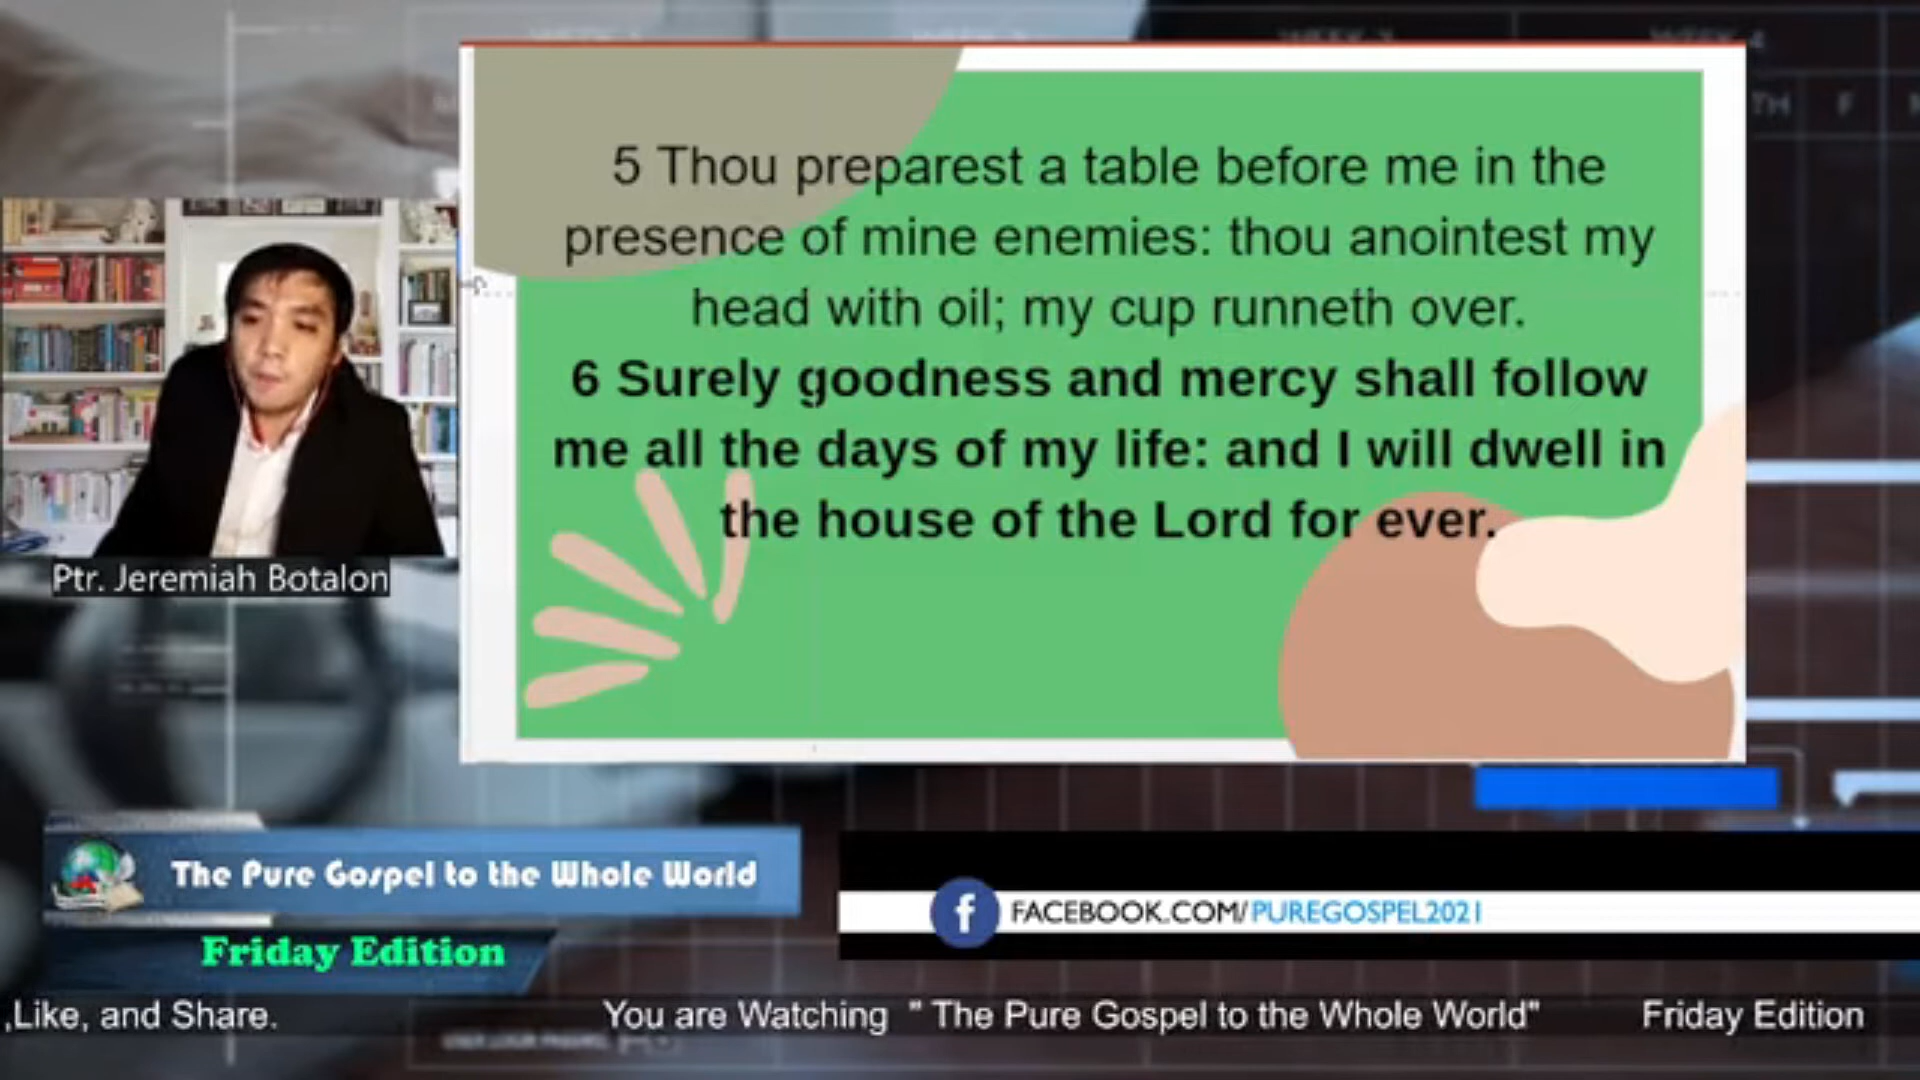 5 Thou preparest a table before me in the
presence of mine enemies: thou anointest my
head with oil; my cup runneth over.
6 Surely goodness and mercy shall follow
me all the days of my life: and I will dwell in
the house of the Lord for ever.
Ptr. Jeremiah Botalon
The Pure Gospel to the Whole World
Friday Edition
FACEBOOK.COM/PUREGOSPEL2021
,Like, and Share. You are Watching " The Pure Gospel to the Whole World" Friday Edition
TH F